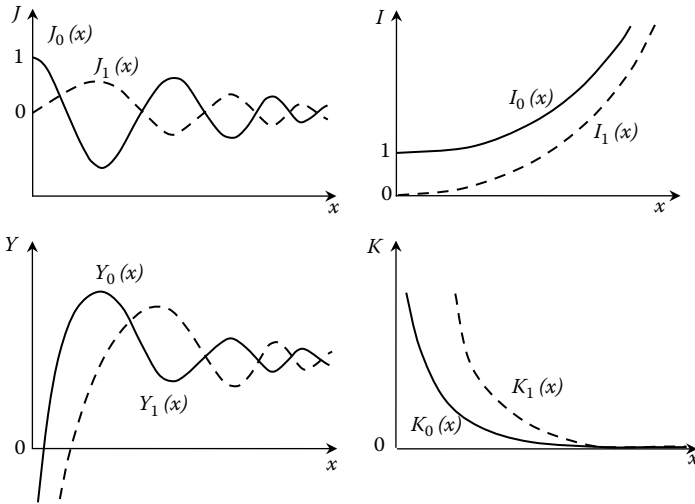 J
J0 (x)
1
J1 (x)
0
x
I
I0 (x)
I1 (x)
1
0
x
Y
Y0 (x)
Y1 (x)
0
x
K
K1 (x)
K0 (x)
0
x